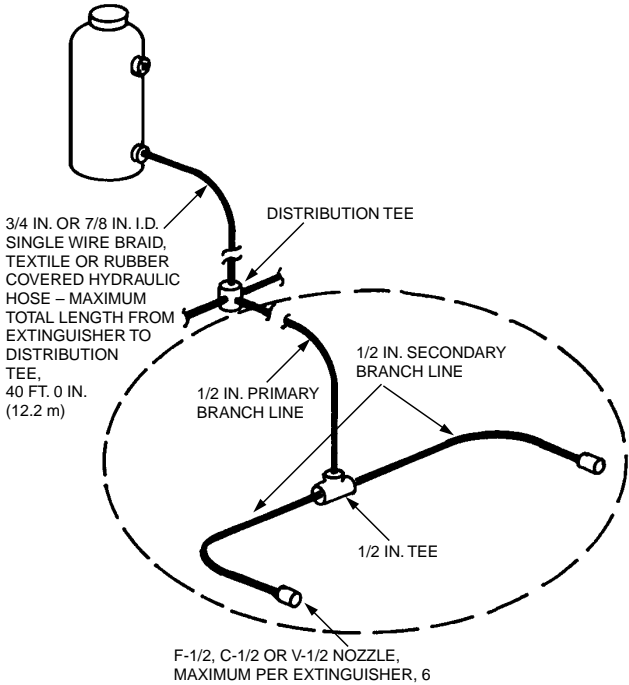 3/4 IN. OR 7/8 IN. I.D.
SINGLE WIRE BRAID,
TEXTILE OR RUBBER
COVERED HYDRAULIC
HOSE – MAXIMUM
TOTAL LENGTH FROM
EXTINGUISHER TO
DISTRIBUTION
TEE,
40 FT. 0 IN.
(12.2 m)
DISTRIBUTION TEE
1/2 IN. PRIMARY
BRANCH LINE
1/2 IN. SECONDARY
BRANCH LINE
1/2 IN. TEE
F-1/2, C-1/2 OR V-1/2 NOZZLE,
MAXIMUM PER EXTINGUISHER, 6